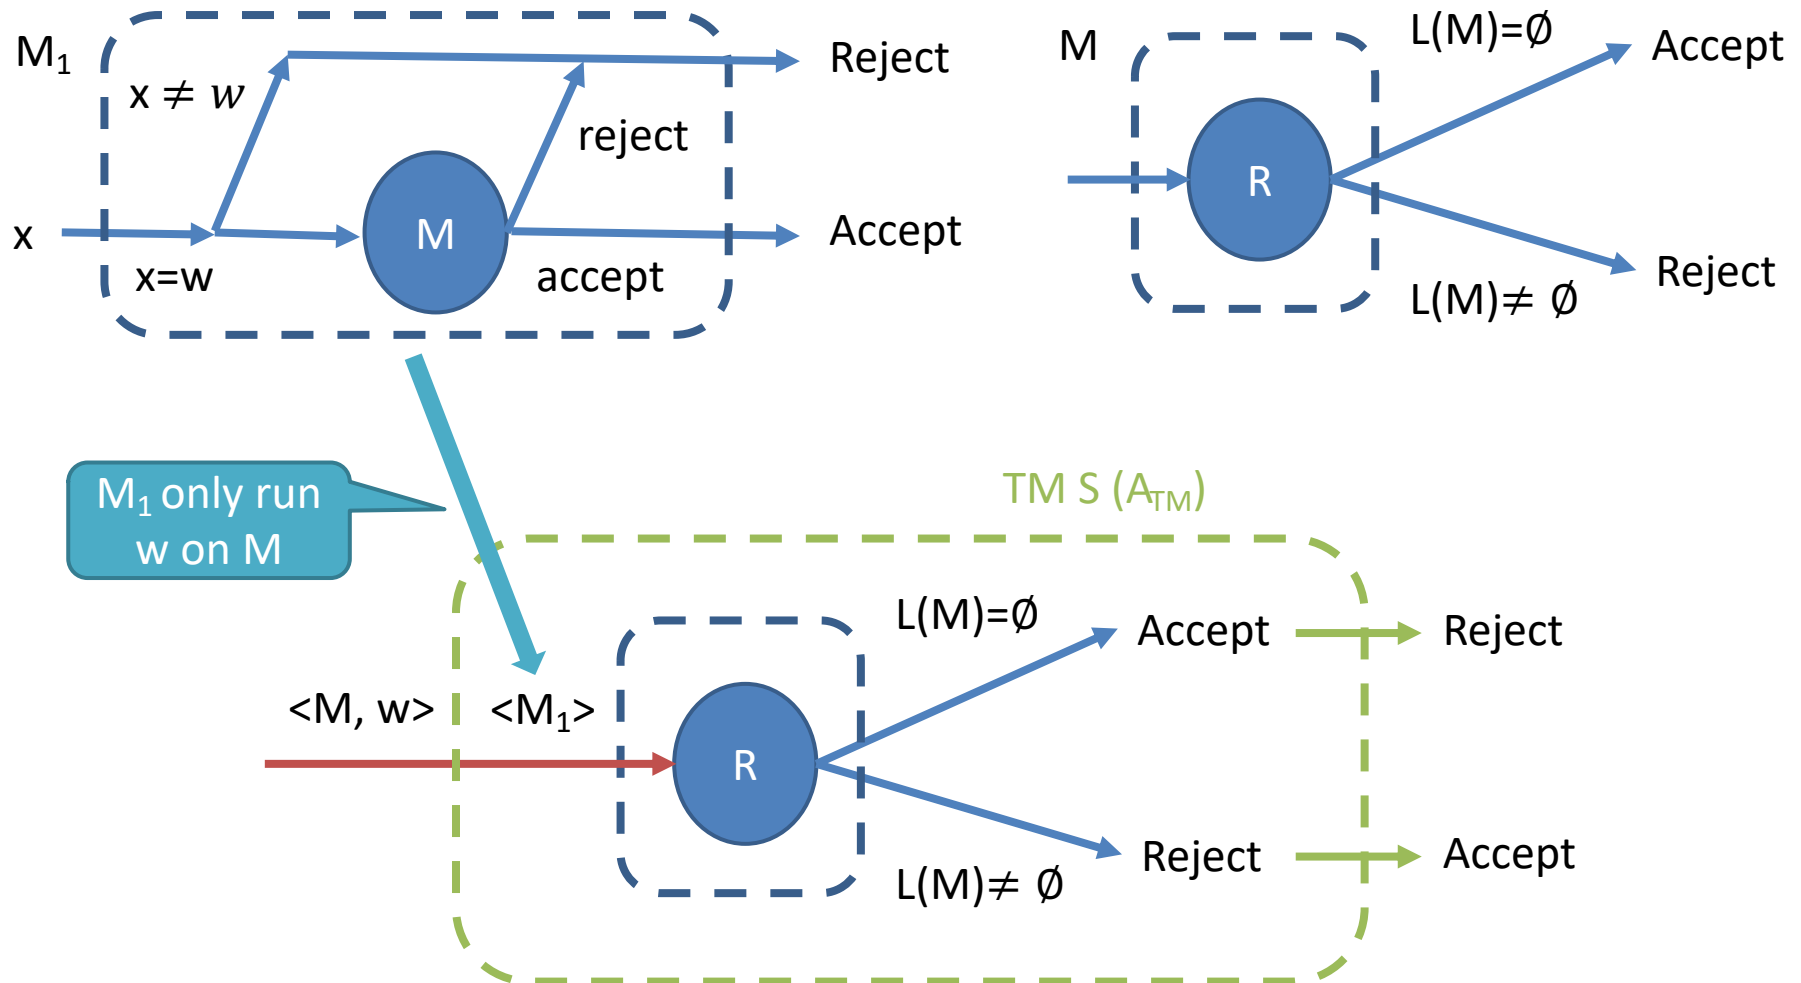 M₁
x ≠ w
reject
Reject
x
M
Accept
x=w
accept
M
L(M)=∅
Accept
R
L(M)≠ ∅
Reject
M₁ only run
w on M
TM S (A_TM)
<M, w>
<M₁>
R
L(M)=∅
Accept
Reject
L(M)≠ ∅
Reject
Accept